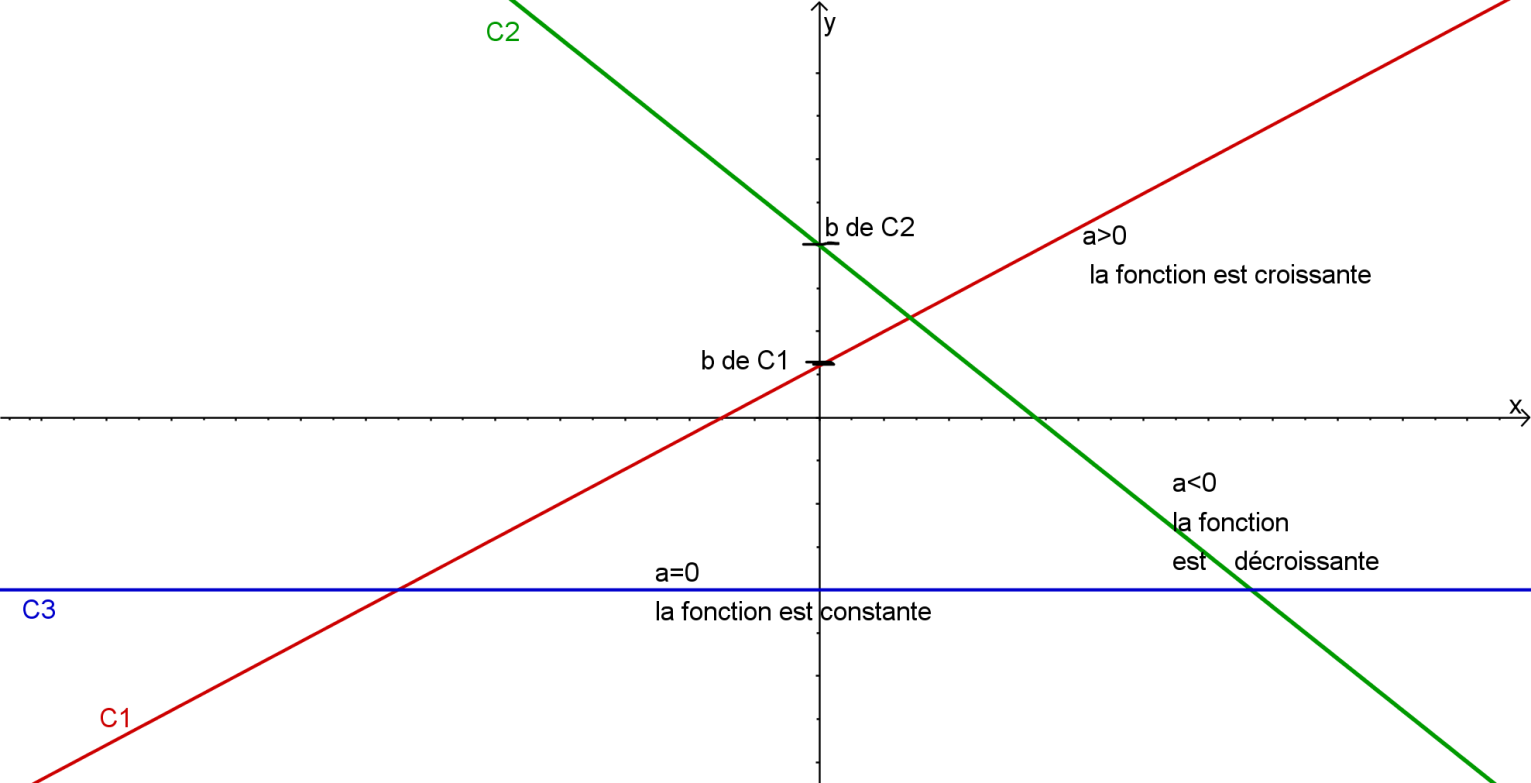 y
C2
b de C2
a>0
la fonction est croissante
b de C1
x
a<0
la fonction
est décroissante
a=0
la fonction est constante
C3
C1